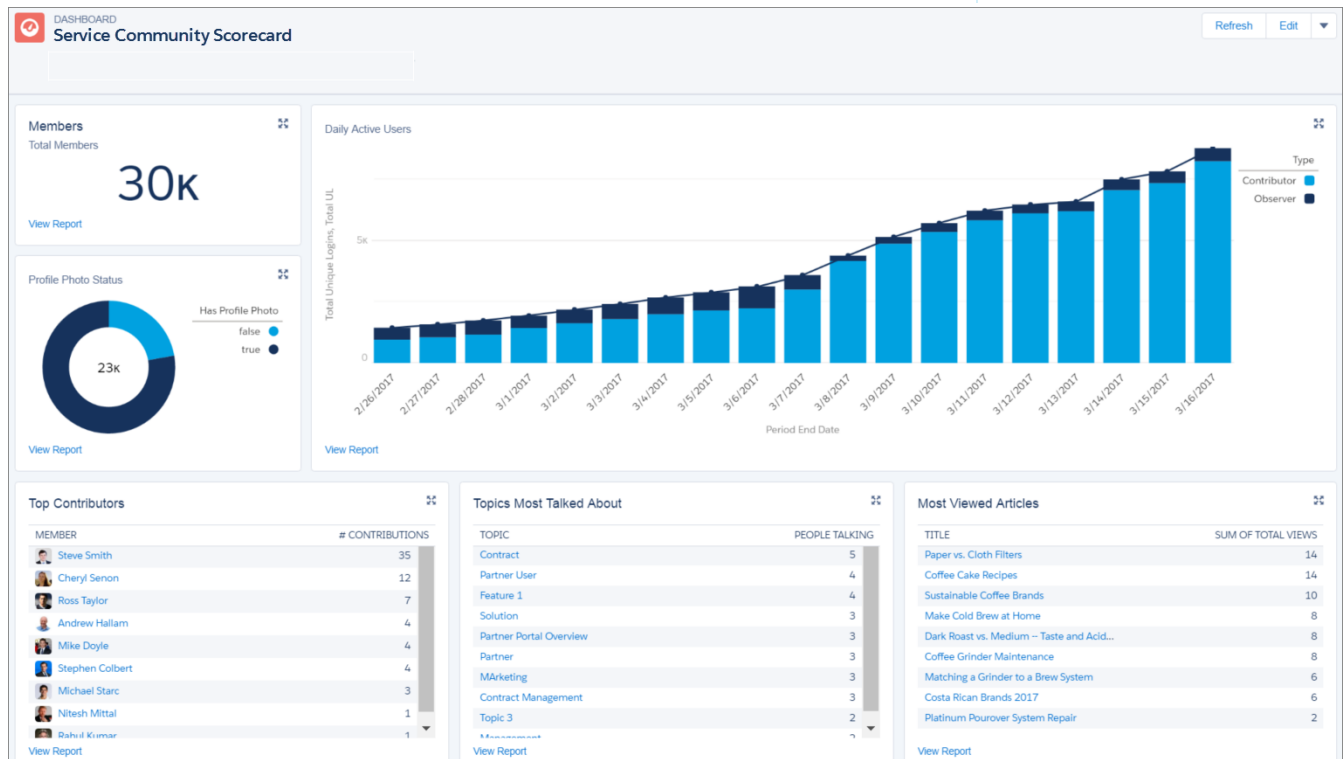 DASHBOARD
Service Community Scorecard
Refresh Edit
Members
Total Members
30K
View Report
Profile Photo Status
Has Profile Photo
false
true
23K
View Report
Daily Active Users
Type
Contributor
Observer
Total Unique Logins, Total UL
5K
0
2/26/2017 2/27/2017 2/28/2017 3/1/2017 3/2/2017 3/3/2017 3/4/2017 3/5/2017 3/6/2017 3/7/2017 3/8/2017 3/9/2017 3/10/2017 3/11/2017 3/12/2017 3/13/2017 3/14/2017 3/15/2017 3/16/2017
Period End Date
View Report
Top Contributors
MEMBER # CONTRIBUTIONS
Steve Smith 35
Cheryl Senon 12
Ross Taylor 7
Andrew Hallam 4
Mike Doyle 4
Stephen Colbert 4
Michael Starc 3
Nitesh Mittal 1
Rahul Kumar 1
View Report
Topics Most Talked About
TOPIC PEOPLE TALKING
Contract 5
Partner User 4
Feature 1 4
Solution 3
Partner Portal Overview 3
Partner 3
MArketing 3
Contract Management 3
Topic 3 2
Management 2
View Report
Most Viewed Articles
TITLE SUM OF TOTAL VIEWS
Paper vs. Cloth Filters 14
Coffee Cake Recipes 14
Sustainable Coffee Brands 10
Make Cold Brew at Home 8
Dark Roast vs. Medium -- Taste and Acid... 8
Coffee Grinder Maintenance 8
Matching a Grinder to a Brew System 6
Costa Rican Brands 2017 6
Platinum Pourover System Repair 2
View Report